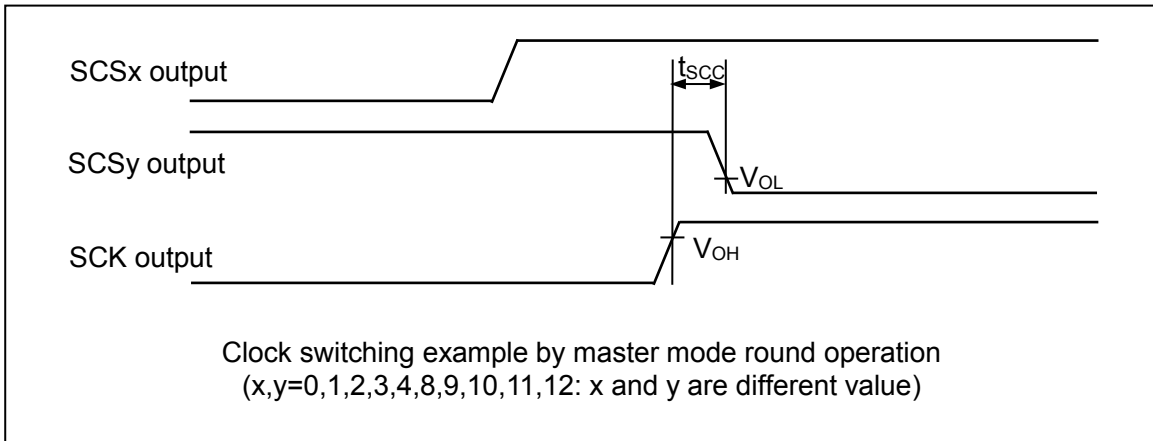 SCSx output
tSCC
SCSy output
VOL
SCK output
VOH
Clock switching example by master mode round operation
(x,y=0,1,2,3,4,8,9,10,11,12: x and y are different value)